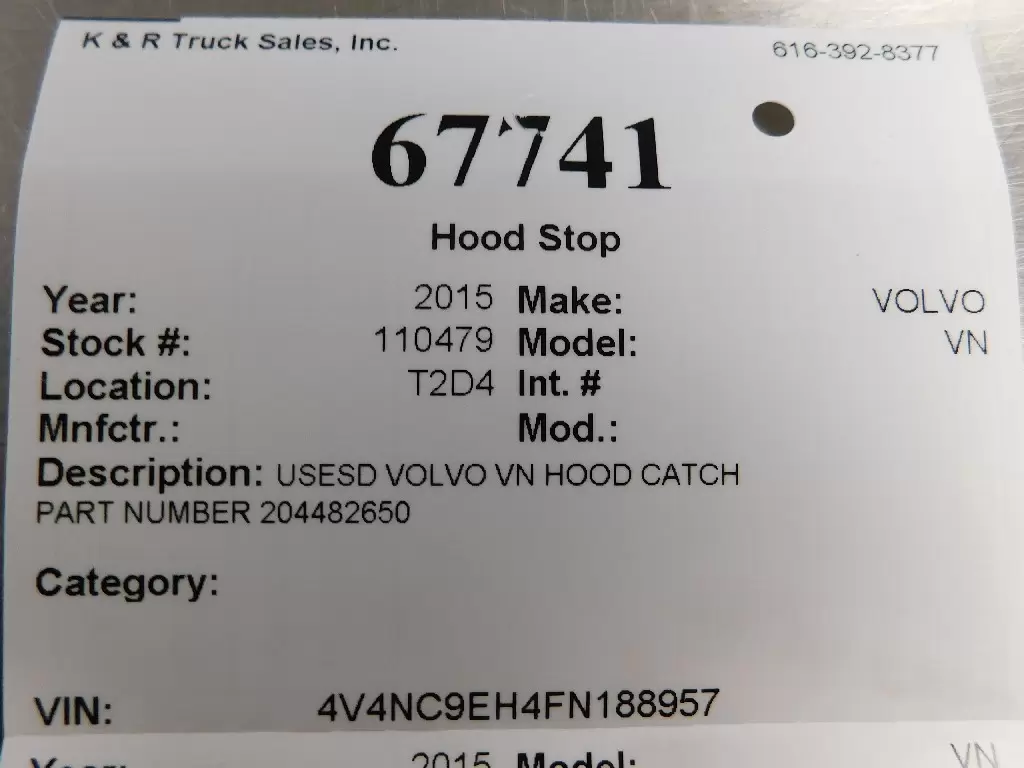 K & R Truck Sales, Inc. 616-392-8377
67741
Hood Stop
Year: 2015 Make: VOLVO
Stock #: 110479 Model: VN
Location: T2D4 Int. #
Mnfctr.: Mod.:
Description: USESD VOLVO VN HOOD CATCH
PART NUMBER 204482650
Category:
VIN: 4V4NC9EH4FN188957
Year: 2015 Model: VN